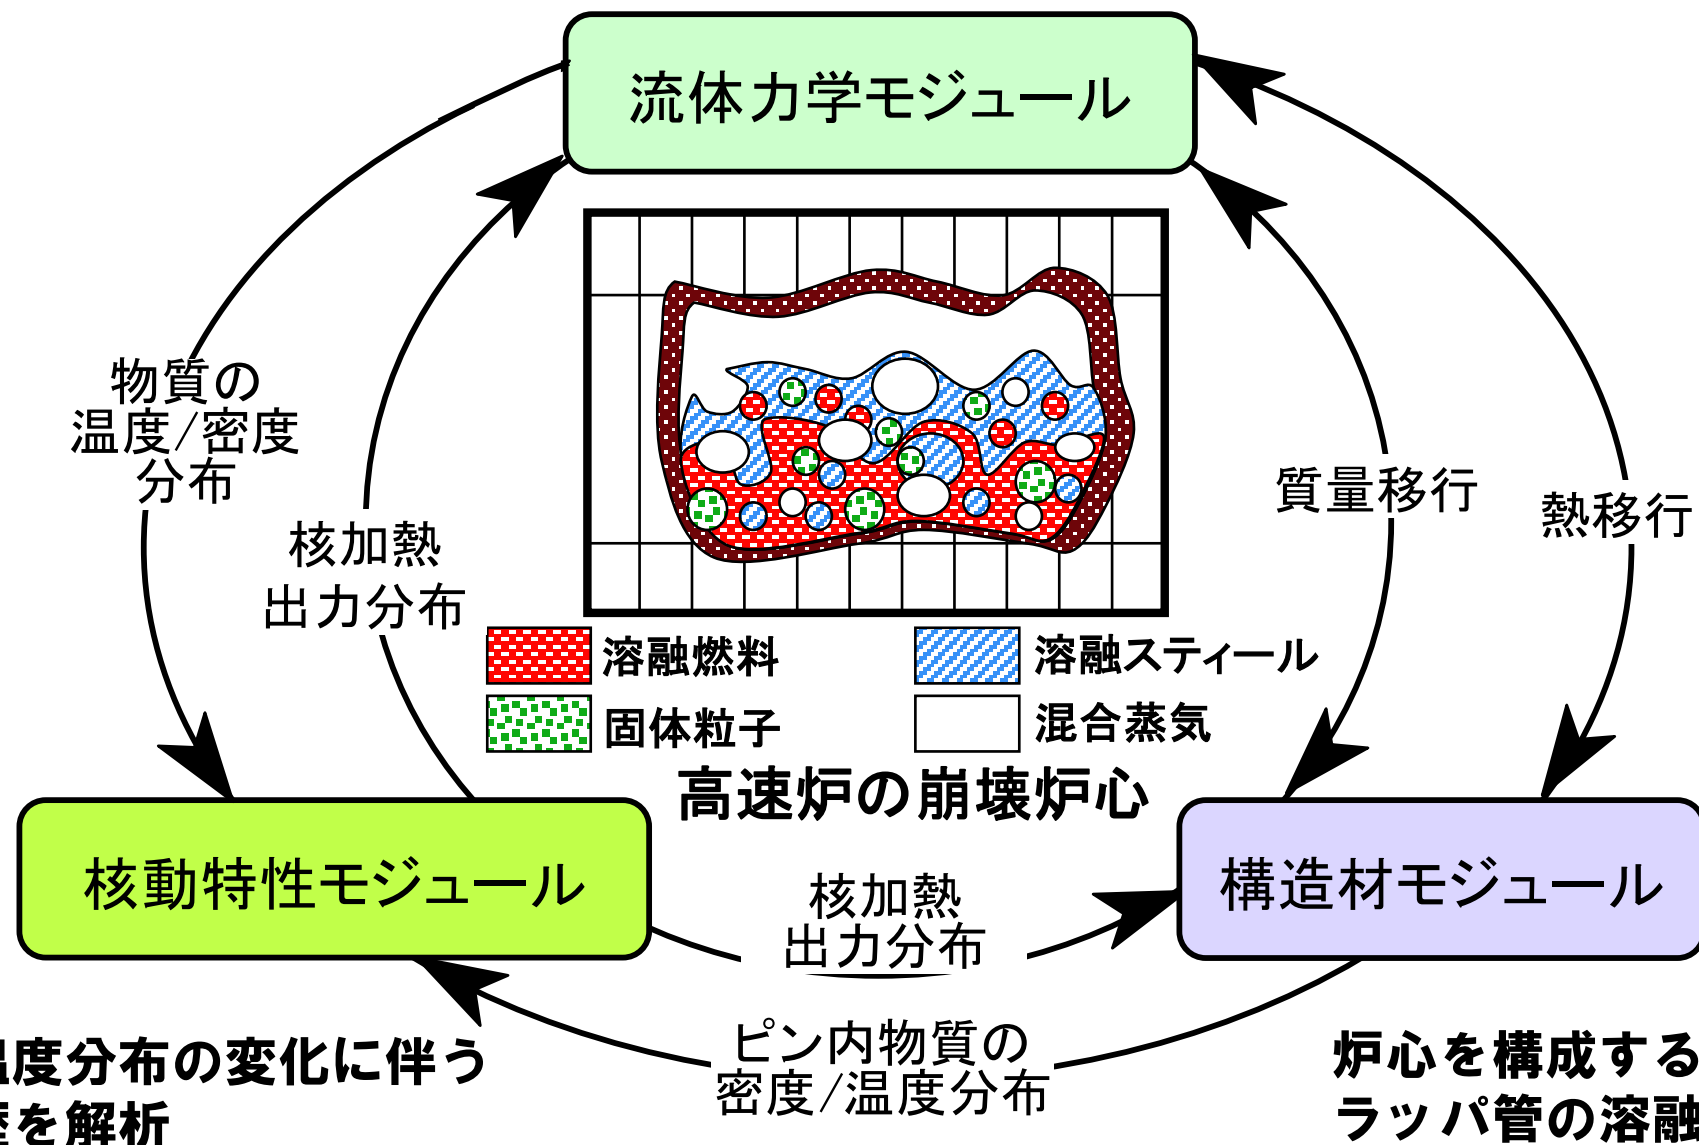 流体力学モジュール
物質の
温度/密度
分布
核加熱
出力分布
質量移行
熱移行
溶融燃料
溶融スティール
固体粒子
混合蒸気
高速炉の崩壊炉心
核動特性モジュール
構造材モジュール
核加熱
出力分布
ピン内物質の
密度/温度分布
温度分布の変化に伴う
を解析
炉心を構成する
ラッパ管の溶融